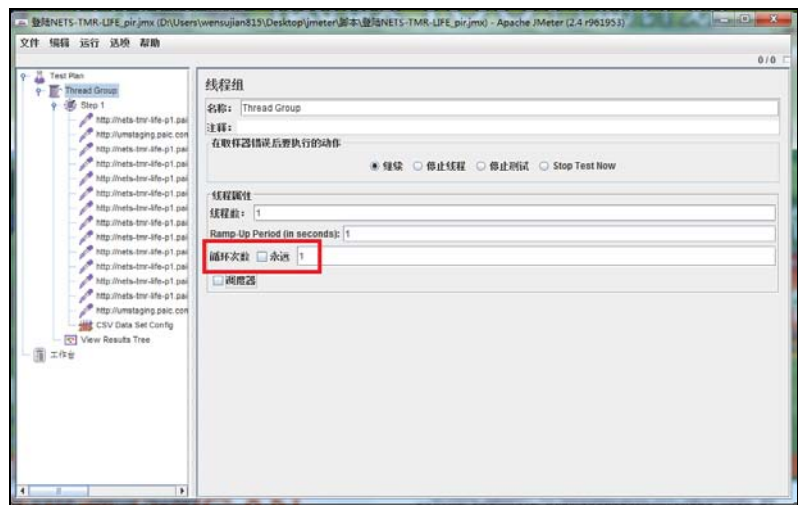 登陆NETS-TMR-LIFE_pir.jmx (D:\Users\wensujian815\Desktop\jmeter\脚本\登陆NETS-TMR-LIFE_pir.jmx) - Apache JMeter (2.4 r961953)
文件 编辑 运行 选项 帮助
0 / 0
Test Plan
Thread Group
Step 1
http://nets-tmr-life-p1.pai
http://umstaging.paic.com
http://nets-tmr-life-p1.pai
http://nets-tmr-life-p1.pai
http://nets-tmr-life-p1.pai
http://nets-tmr-life-p1.pai
http://nets-tmr-life-p1.pai
http://nets-tmr-life-p1.pai
http://nets-tmr-life-p1.pai
http://nets-tmr-life-p1.pai
http://nets-tmr-life-p1.pai
http://nets-tmr-life-p1.pai
http://nets-tmr-life-p1.pai
http://umstaging.paic.com
CSV Data Set Config
View Results Tree
工作台
线程组
名称: Thread Group
注释:
在取样器错误后要执行的动作
继续 停止线程 停止测试 Stop Test Now
线程属性
线程数: 1
Ramp-Up Period (in seconds): 1
循环次数 永远 1
调度器